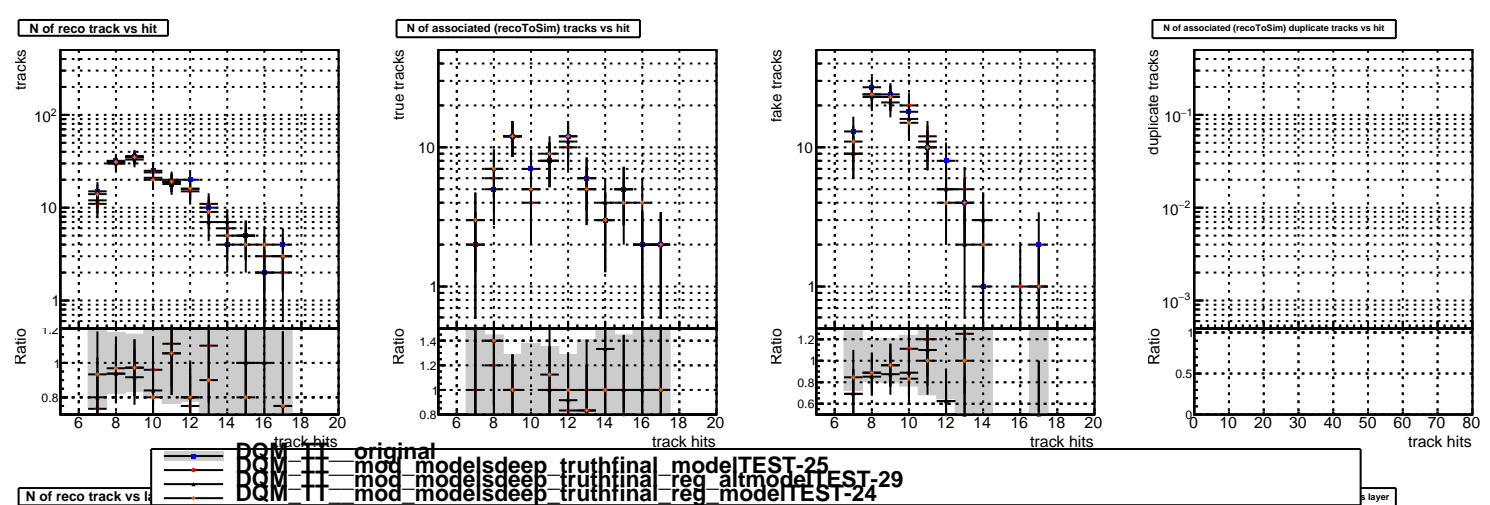 N of reco track vs hit
N of associated (recoToSim) tracks vs hit
N of associated (recoToSim) duplicate tracks vs hit
tracks
10²
10
1
Ratio
1.2
1
0.8
6 8 10 12 14 16 18 20
track hits
true tracks
10
1
Ratio
1.4
1.2
1
0.8
6 8 10 12 14 16 18 20
track hits
fake tracks
10
1
Ratio
1.2
1
0.8
0.6
6 8 10 12 14 16 18 20
track hits
duplicate tracks
10⁻¹
10⁻²
10⁻³
Ratio
1
0.5
0
0 10 20 30 40 50 60 70 80
track hits
DQM_TT__original
DQM_TT__mod_modelsdeep_truthfinal_modelTEST-25
DQM_TT__mod_modelsdeep_truthfinal_reg_altmodelTEST-29
DQM_TT__mod_modelsdeep_truthfinal_reg_modelTEST-24
N of reco track vs la
s layer